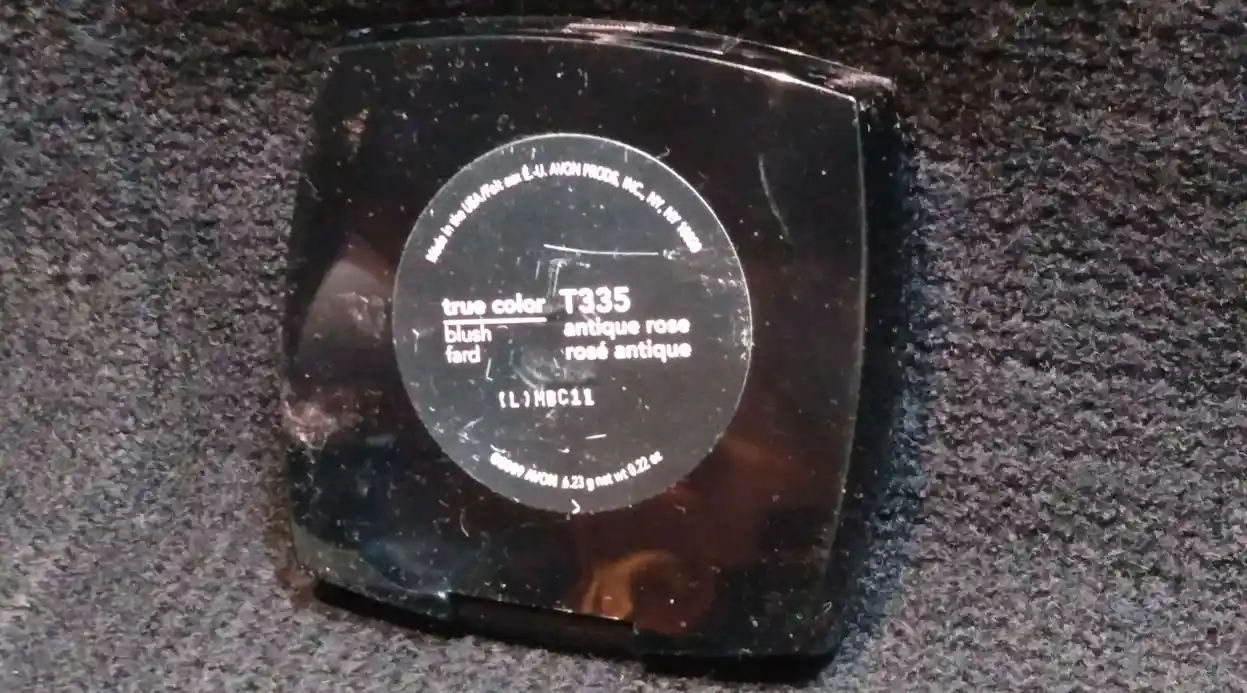 Made in the USA/Fait aux É.-U. AVON PRODS, INC., NY, NY
true color T335
blush antique rose
fard rosé antique
(L)MBC11
AVON 6.23 g net wt 0.22 oz